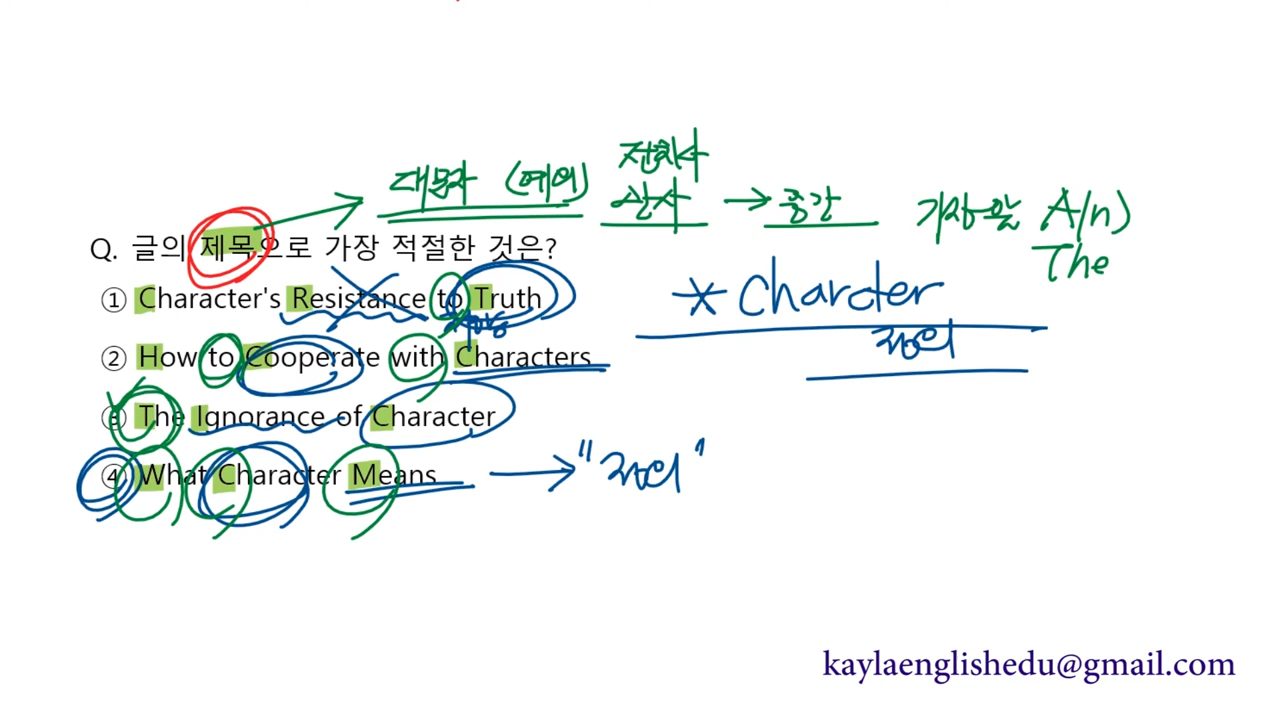 전치사
대문자 (예외) 관사 → 중간 가장 앞 A/(n)
The
Q. 글의 제목으로 가장 적절한 것은?
① Character's Resistance to Truth
* Charcter
정의
② How to Cooperate with Characters
③ The Ignorance of Character
④ What Character Means → "정의"
kaylaenglishedu@gmail.com